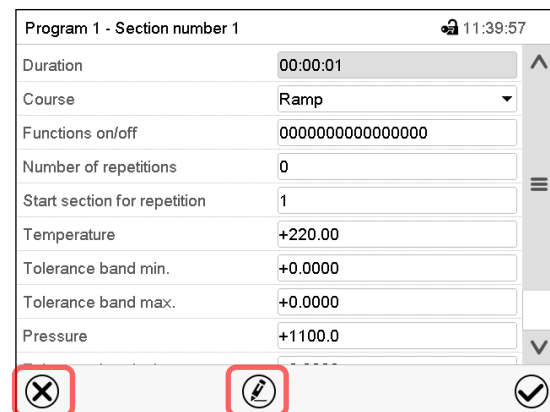 Program 1 - Section number 1 11:39:57
Duration 00:00:01
Course Ramp
Functions on/off 0000000000000000
Number of repetitions 0
Start section for repetition 1
Temperature +220.00
Tolerance band min. +0.0000
Tolerance band max. +0.0000
Pressure +1100.0